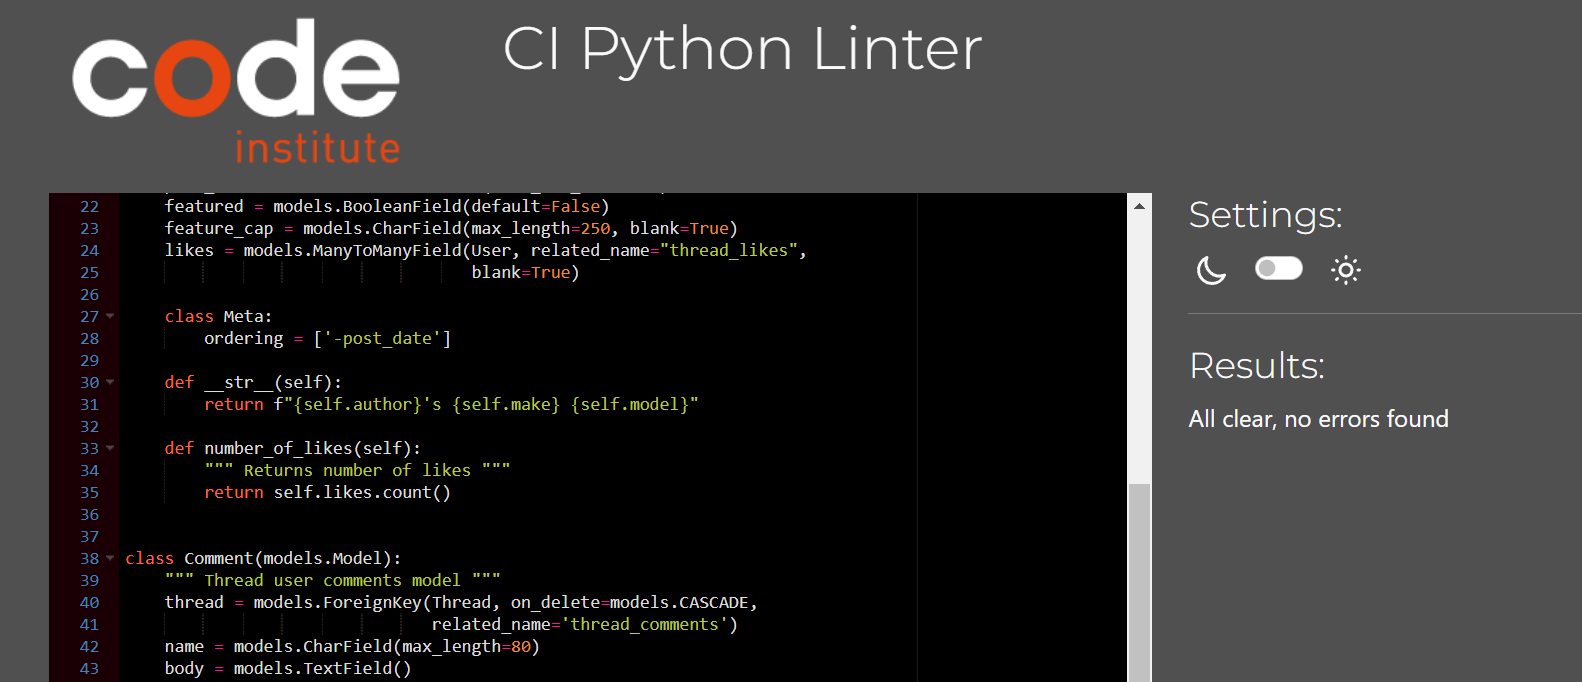 code
institute
CI Python Linter
22 featured = models.BooleanField(default=False)
23 feature_cap = models.CharField(max_length=250, blank=True)
24 likes = models.ManyToManyField(User, related_name="thread_likes",
25 blank=True)
26
27 class Meta:
28 ordering = ['-post_date']
29
30 def __str__(self):
31 return f"{self.author}'s {self.make} {self.model}"
32
33 def number_of_likes(self):
34 """ Returns number of likes """
35 return self.likes.count()
36
37
38 class Comment(models.Model):
39 """ Thread user comments model """
40 thread = models.ForeignKey(Thread, on_delete=models.CASCADE,
41 related_name='thread_comments')
42 name = models.CharField(max_length=80)
43 body = models.TextField()
Settings:
Results:
All clear, no errors found